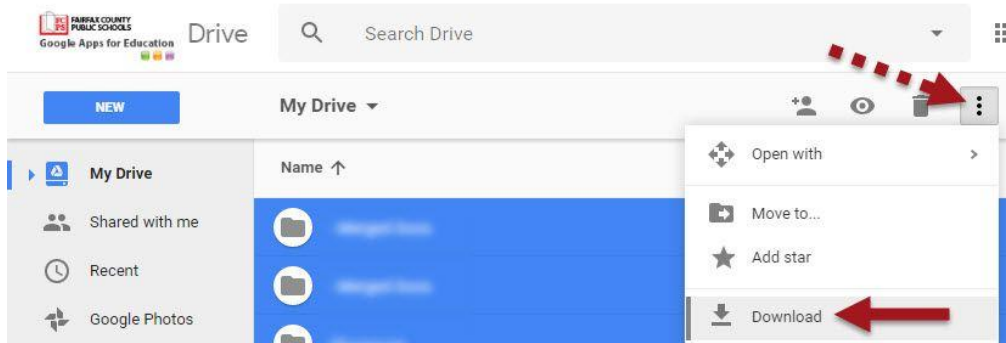 FAIRFAX COUNTY
PUBLIC SCHOOLS
Google Apps for Education
Drive
Search Drive
NEW
My Drive
My Drive
Shared with me
Recent
Google Photos
Name
Open with
Move to...
Add star
Download